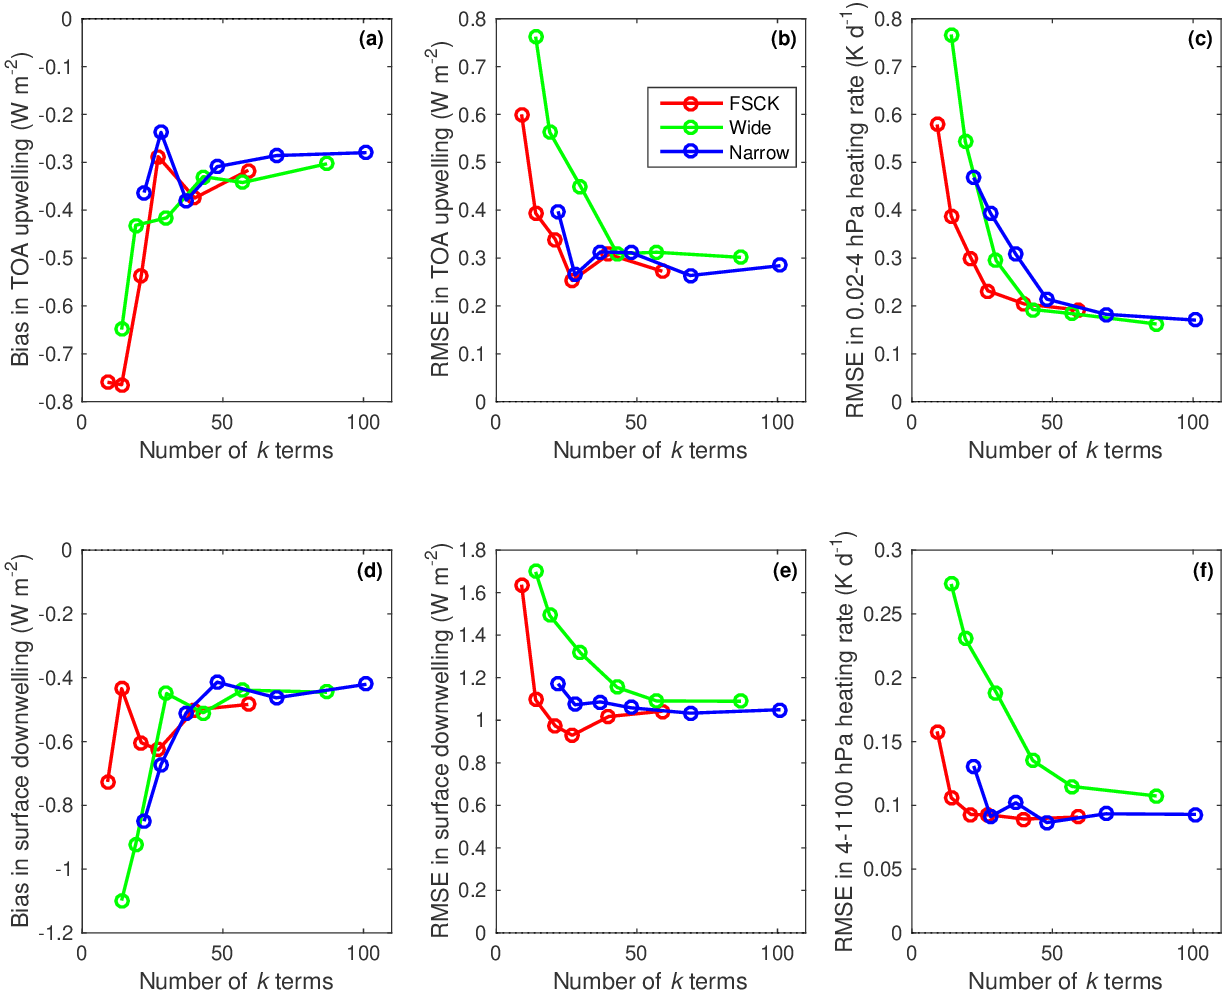 (a)
Bias in TOA upwelling (W m-2)
0
-0.1
-0.2
-0.3
-0.4
-0.5
-0.6
-0.7
-0.8
0 50 100
Number of k terms
(b)
RMSE in TOA upwelling (W m-2)
0.8
0.7
0.6
0.5
0.4
0.3
0.2
0.1
0
FSCK
Wide
Narrow
0 50 100
Number of k terms
(c)
RMSE in 0.02-4 hPa heating rate (K d-1)
0.8
0.7
0.6
0.5
0.4
0.3
0.2
0.1
0
0 50 100
Number of k terms
(d)
Bias in surface downwelling (W m-2)
0
-0.2
-0.4
-0.6
-0.8
-1
-1.2
0 50 100
Number of k terms
(e)
RMSE in surface downwelling (W m-2)
1.8
1.6
1.4
1.2
1
0.8
0.6
0.4
0.2
0
0 50 100
Number of k terms
(f)
RMSE in 4-1100 hPa heating rate (K d-1)
0.3
0.25
0.2
0.15
0.1
0.05
0
0 50 100
Number of k terms